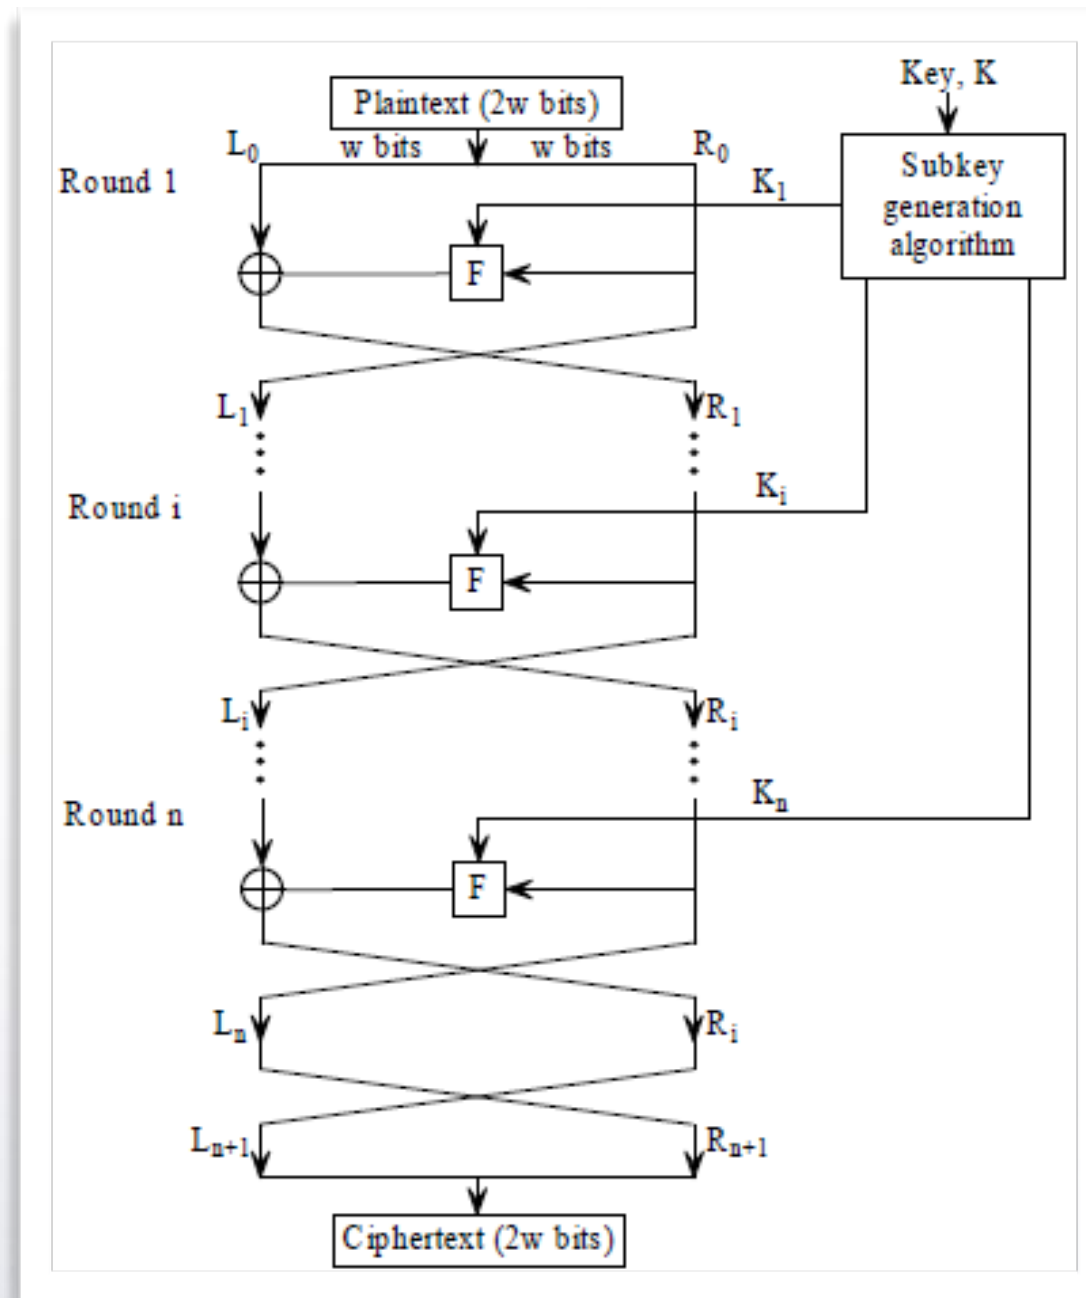 Key, K
Plaintext (2w bits)
L0 w bits w bits R0
Round 1
K1
Subkey
generation
algorithm
F
L1 R1
Round i
Ki
F
Li Ri
Round n
Kn
F
Ln Ri
Ln+1 Rn+1
Ciphertext (2w bits)